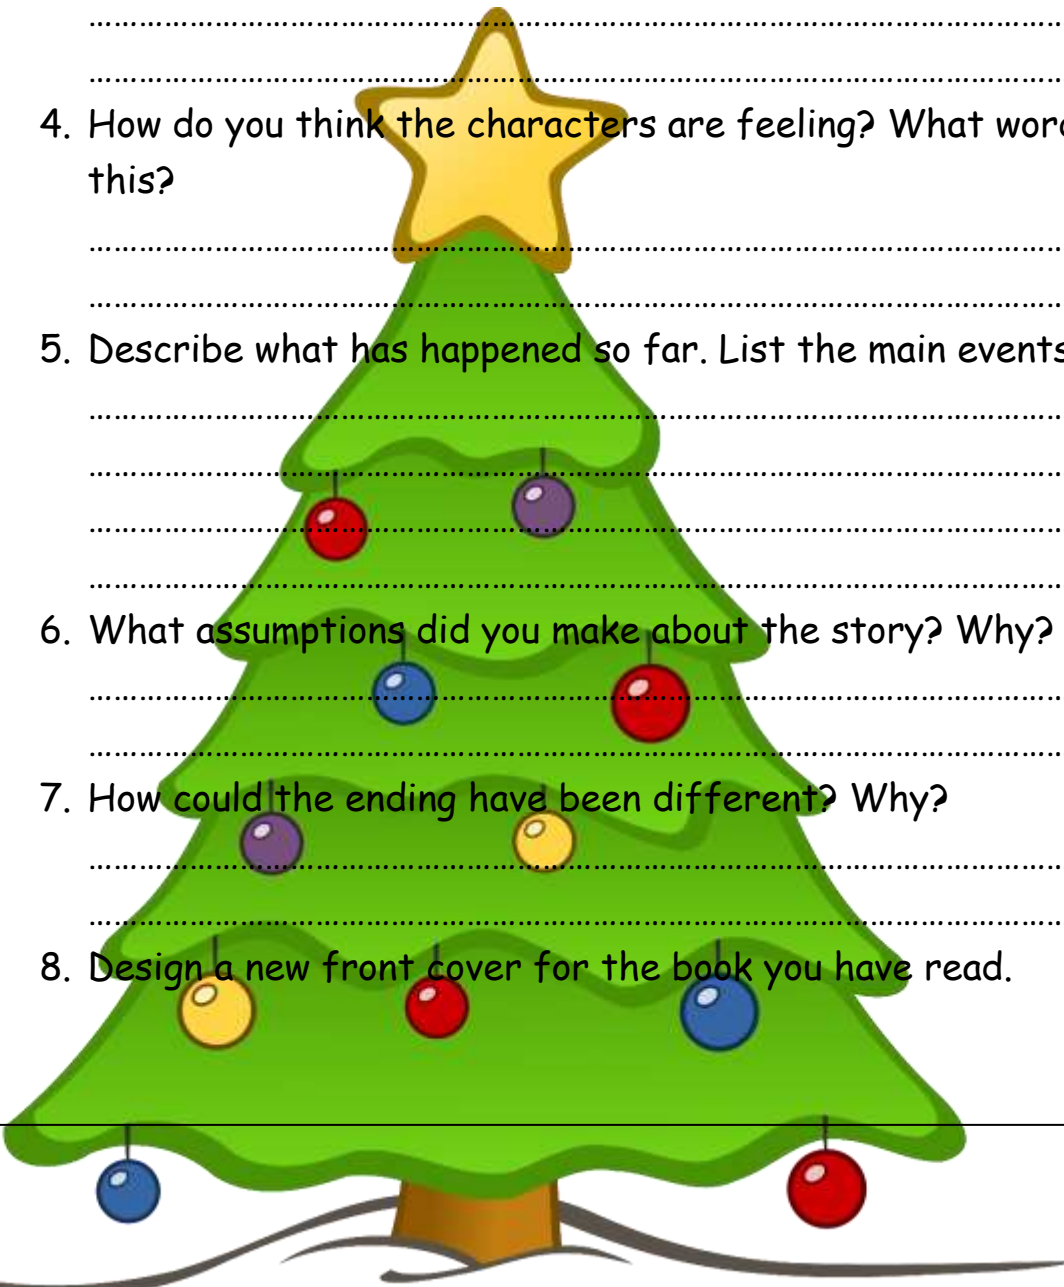 4. How do you think the characters are feeling? What
this?
5. Describe what has happened so far. List the main events
6. What assumptions did you make about the story? Why?
7. How could the ending have been different? Why?
8. Design a new front cover for the book you have read.